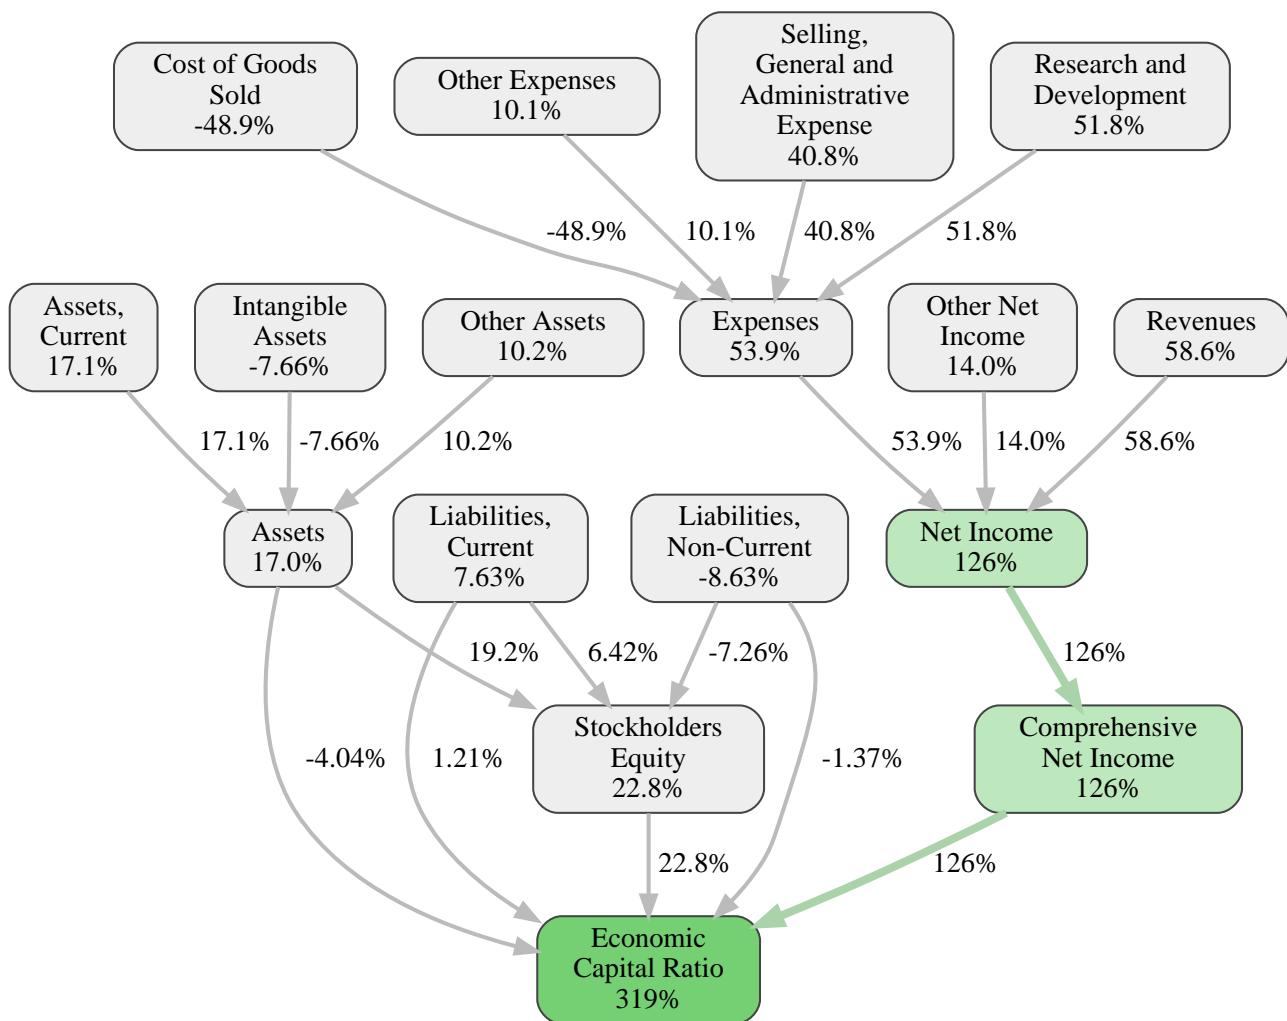 Cost of Goods
Sold
-48.9%
Other Expenses
10.1%
Selling,
General and
Administrative
Expense
40.8%
Research and
Development
51.8%
-48.9%
10.1%
40.8%
51.8%
Assets,
Current
17.1%
Intangible
Assets
-7.66%
Other Assets
10.2%
Expenses
53.9%
Other Net
Income
14.0%
Revenues
58.6%
17.1%
-7.66%
10.2%
53.9%
14.0%
58.6%
Assets
17.0%
Liabilities,
Current
7.63%
Liabilities,
Non-Current
-8.63%
Net Income
126%
19.2%
6.42%
-7.26%
126%
-4.04%
1.21%
Stockholders
Equity
22.8%
-1.37%
Comprehensive
Net Income
126%
22.8%
126%
Economic
Capital Ratio
319%